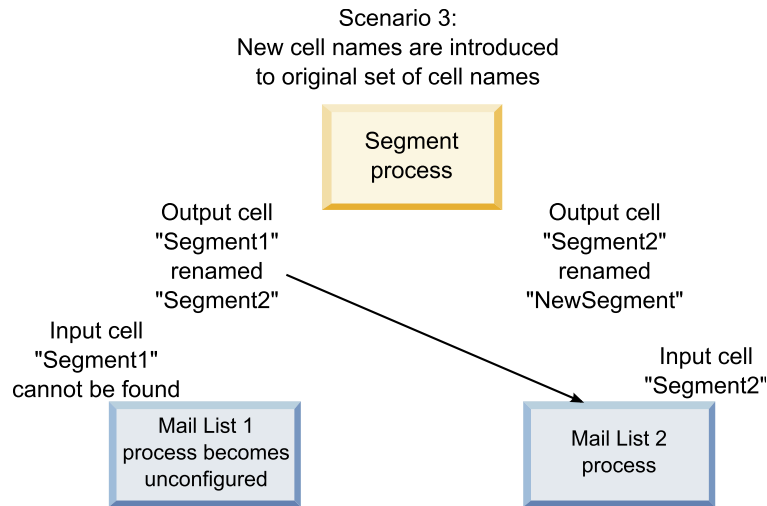 Scenario 3:
New cell names are introduced
to original set of cell names
Segment
process
Output cell
"Segment1"
renamed
"Segment2"
Output cell
"Segment2"
renamed
"NewSegment"
Input cell
"Segment1"
cannot be found
Input cell
"Segment2"
Mail List 1
process becomes
unconfigured
Mail List 2
process